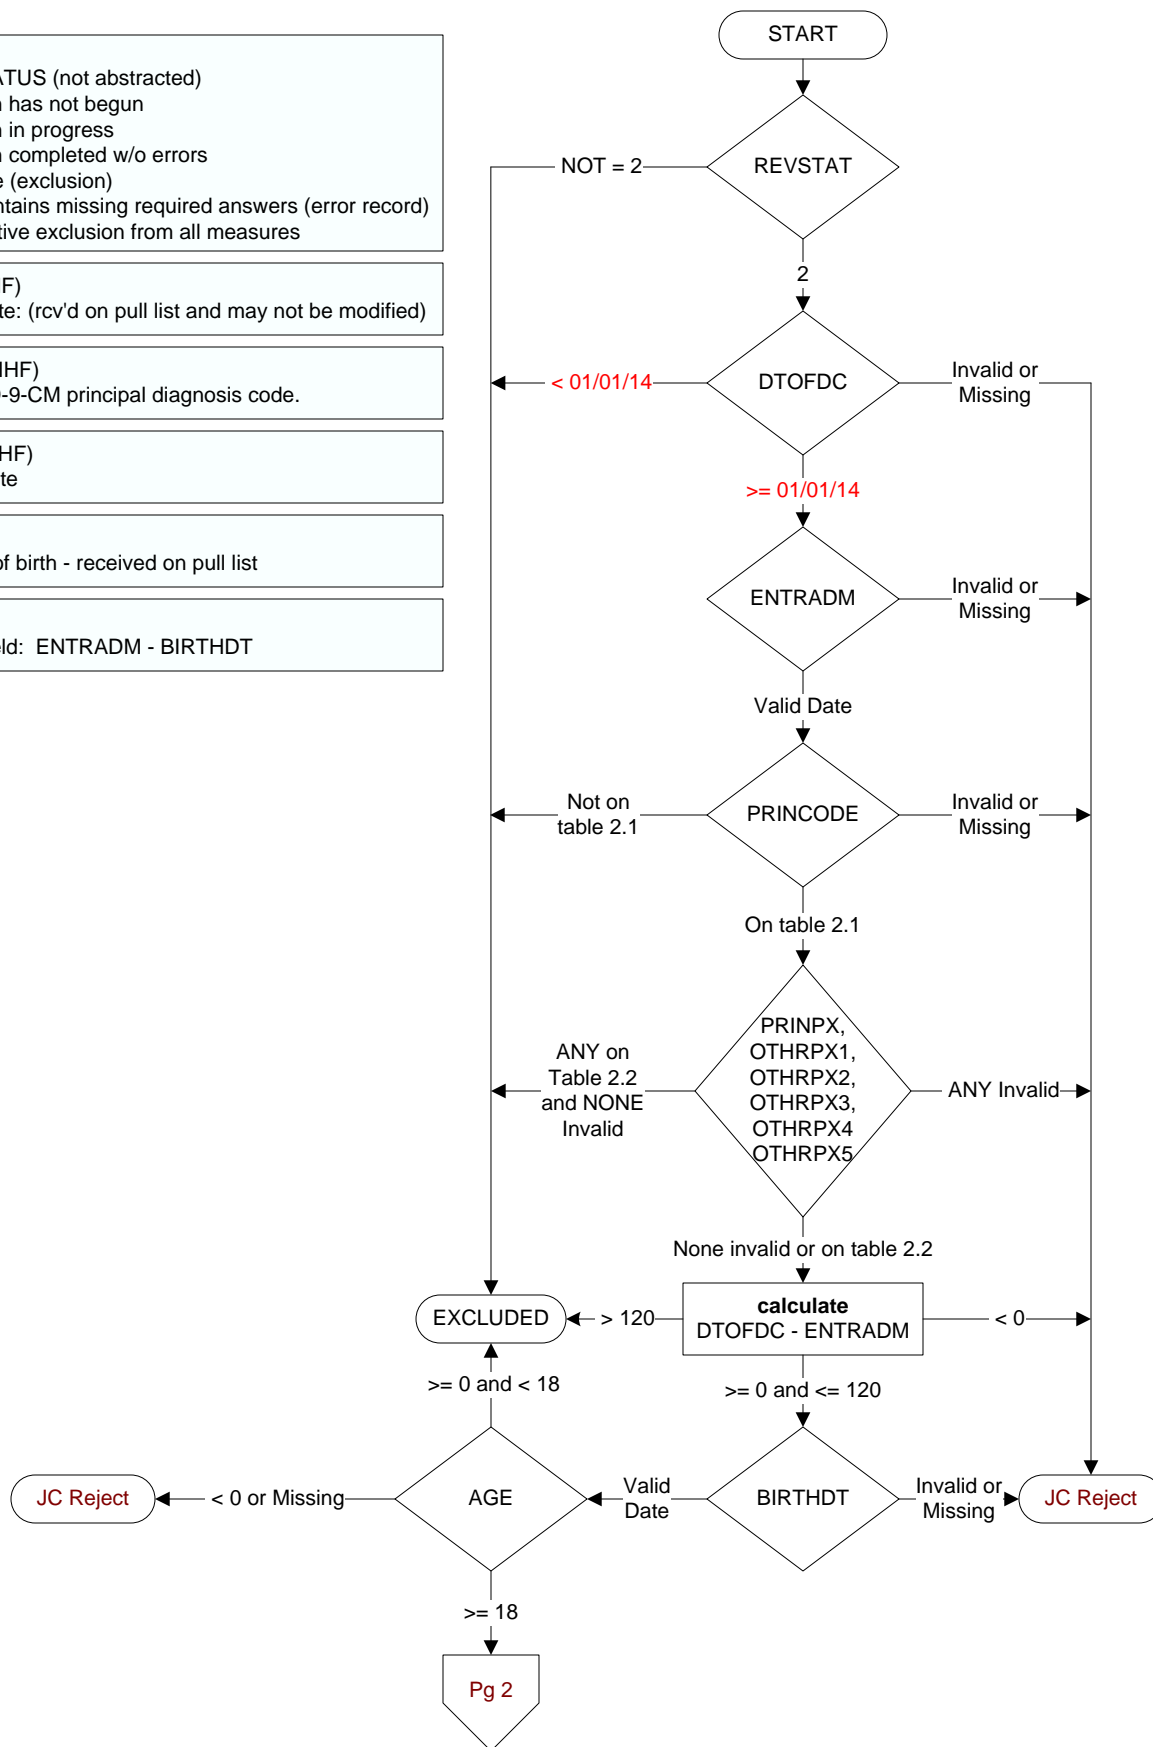 START
ATUS (not abstracted)
n has not begun
n in progress
n completed w/o errors
e (exclusion)
ntains missing required answers (error record)
tive exclusion from all measures
NOT = 2
REVSTAT
2
F)
te: (rcv'd on pull list and may not be modified)
HF)
-9-CM principal diagnosis code.
< 01/01/14
DTOFDC
Invalid or
Missing
HF)
te
>= 01/01/14
of birth - received on pull list
ENTRADM
Invalid or
Missing
eld: ENTRADM - BIRTHDT
Valid Date
Not on
table 2.1
PRINCODE
Invalid or
Missing
On table 2.1
ANY on
Table 2.2
and NONE
Invalid
PRINPX,
OTHRPX1,
OTHRPX2,
OTHRPX3,
OTHRPX4
OTHRPX5
ANY Invalid
None invalid or on table 2.2
EXCLUDED
> 120
calculate
DTOFDC - ENTRADM
< 0
>= 0 and < 18
>= 0 and <= 120
JC Reject
< 0 or Missing
AGE
Valid
Date
BIRTHDT
Invalid or
Missing
JC Reject
>= 18
Pg 2